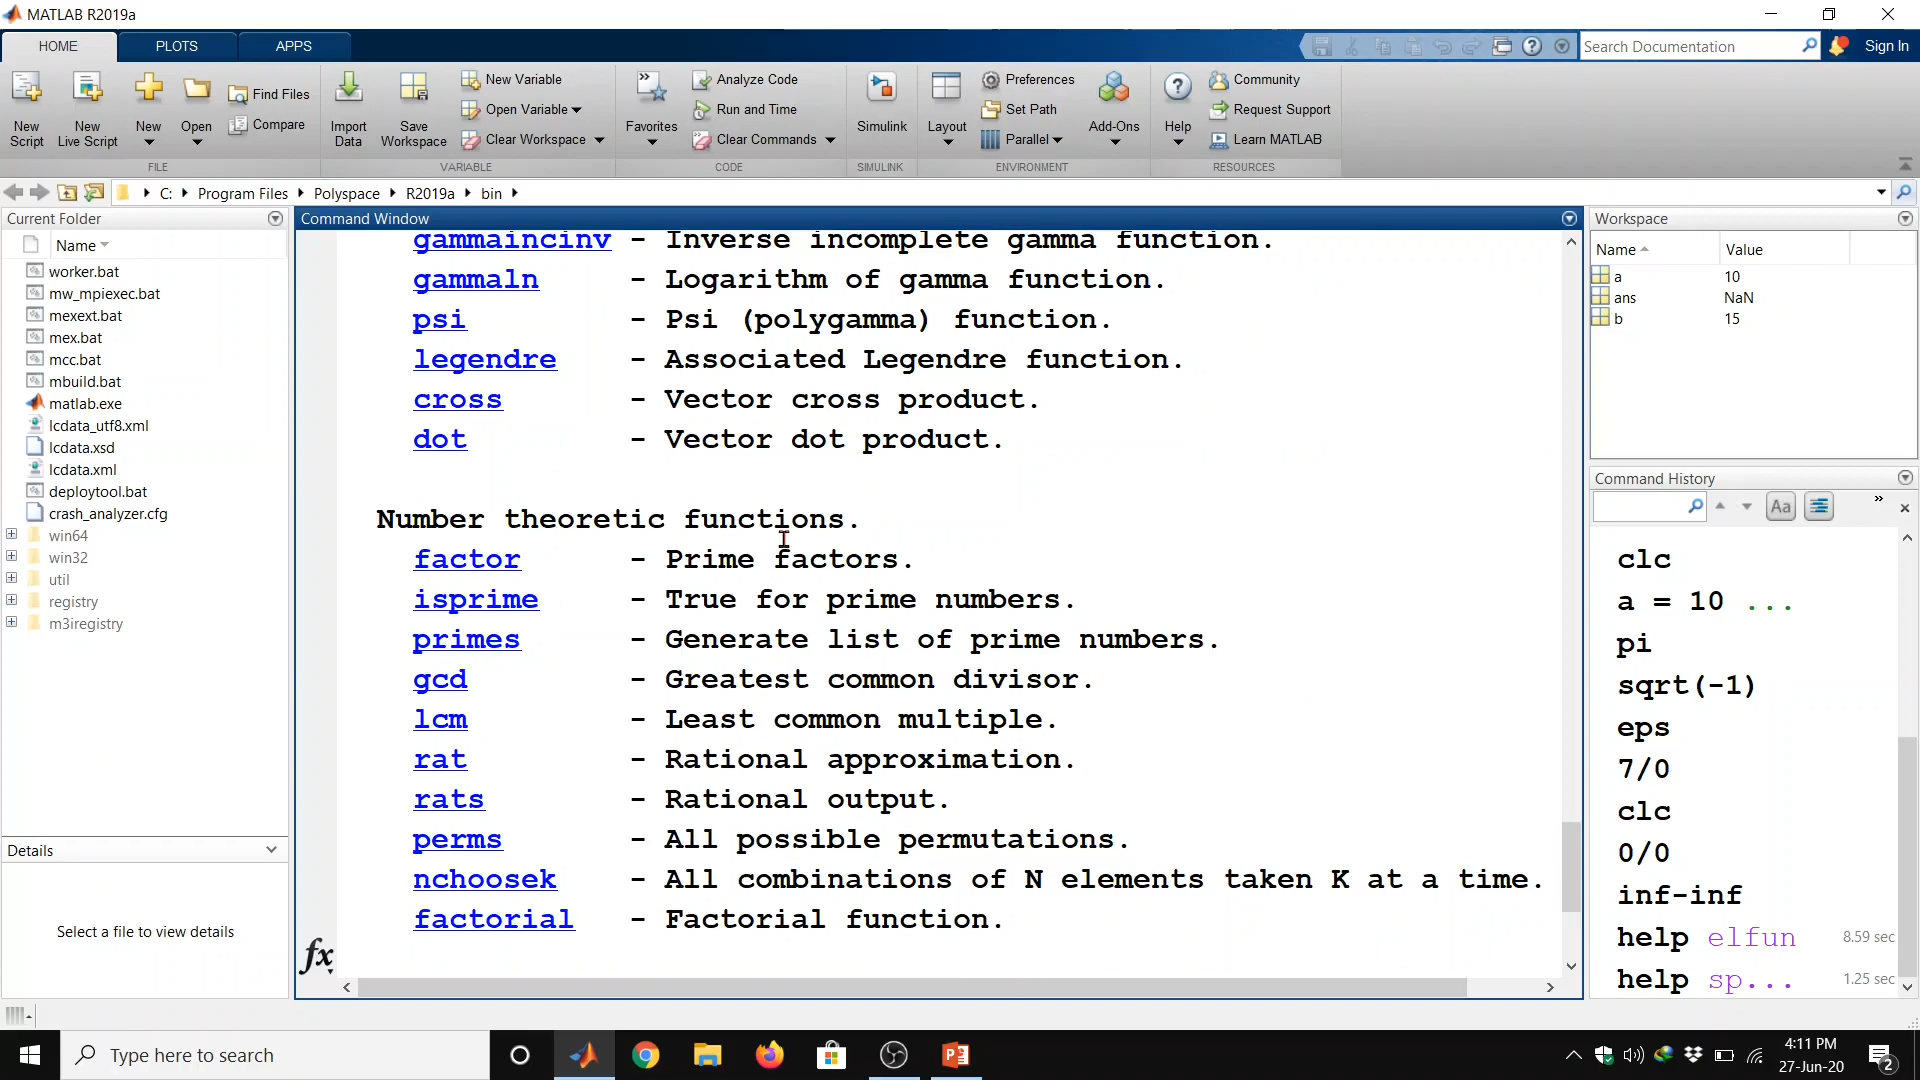 MATLAB R2019a
HOME PLOTS APPS
Search Documentation
Sign In
New Script
New Live Script
New
Open
Find Files
Compare
FILE
Import Data
Save Workspace
New Variable
Open Variable
Clear Workspace
VARIABLE
Favorites
Analyze Code
Run and Time
Clear Commands
CODE
Simulink
SIMULINK
Layout
Preferences
Set Path
Parallel
Add-Ons
ENVIRONMENT
Help
Community
Request Support
Learn MATLAB
RESOURCES
C: Program Files Polyspace R2019a bin
Current Folder
Name
worker.bat
mw_mpiexec.bat
mexext.bat
mex.bat
mcc.bat
mbuild.bat
matlab.exe
lcdata_utf8.xml
lcdata.xsd
lcdata.xml
deploytool.bat
crash_analyzer.cfg
win64
win32
util
registry
m3iregistry
Details
Select a file to view details
Command Window
gammaincinv - Inverse incomplete gamma function.
gammaln - Logarithm of gamma function.
psi - Psi (polygamma) function.
legendre - Associated Legendre function.
cross - Vector cross product.
dot - Vector dot product.
Number theoretic functions.
factor - Prime factors.
isprime - True for prime numbers.
primes - Generate list of prime numbers.
gcd - Greatest common divisor.
lcm - Least common multiple.
rat - Rational approximation.
rats - Rational output.
perms - All possible permutations.
nchoosek - All combinations of N elements taken K at a time.
factorial - Factorial function.
fx
Workspace
Name Value
a 10
ans NaN
b 15
Command History
Aa
clc
a = 10 ...
pi
sqrt(-1)
eps
7/0
clc
0/0
inf-inf
help elfun 8.59 sec
help sp... 1.25 sec
Type here to search
4:11 PM
27-Jun-20
2